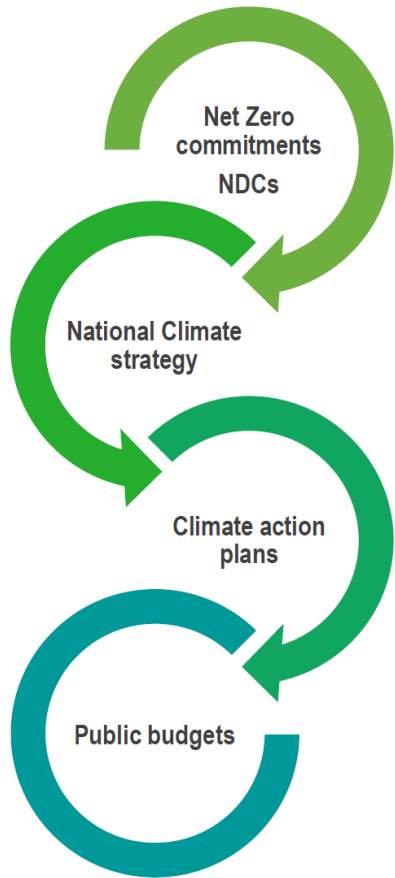 Net Zero
commitments
NDCs
National Climate
strategy
Climate action
plans
Public budgets